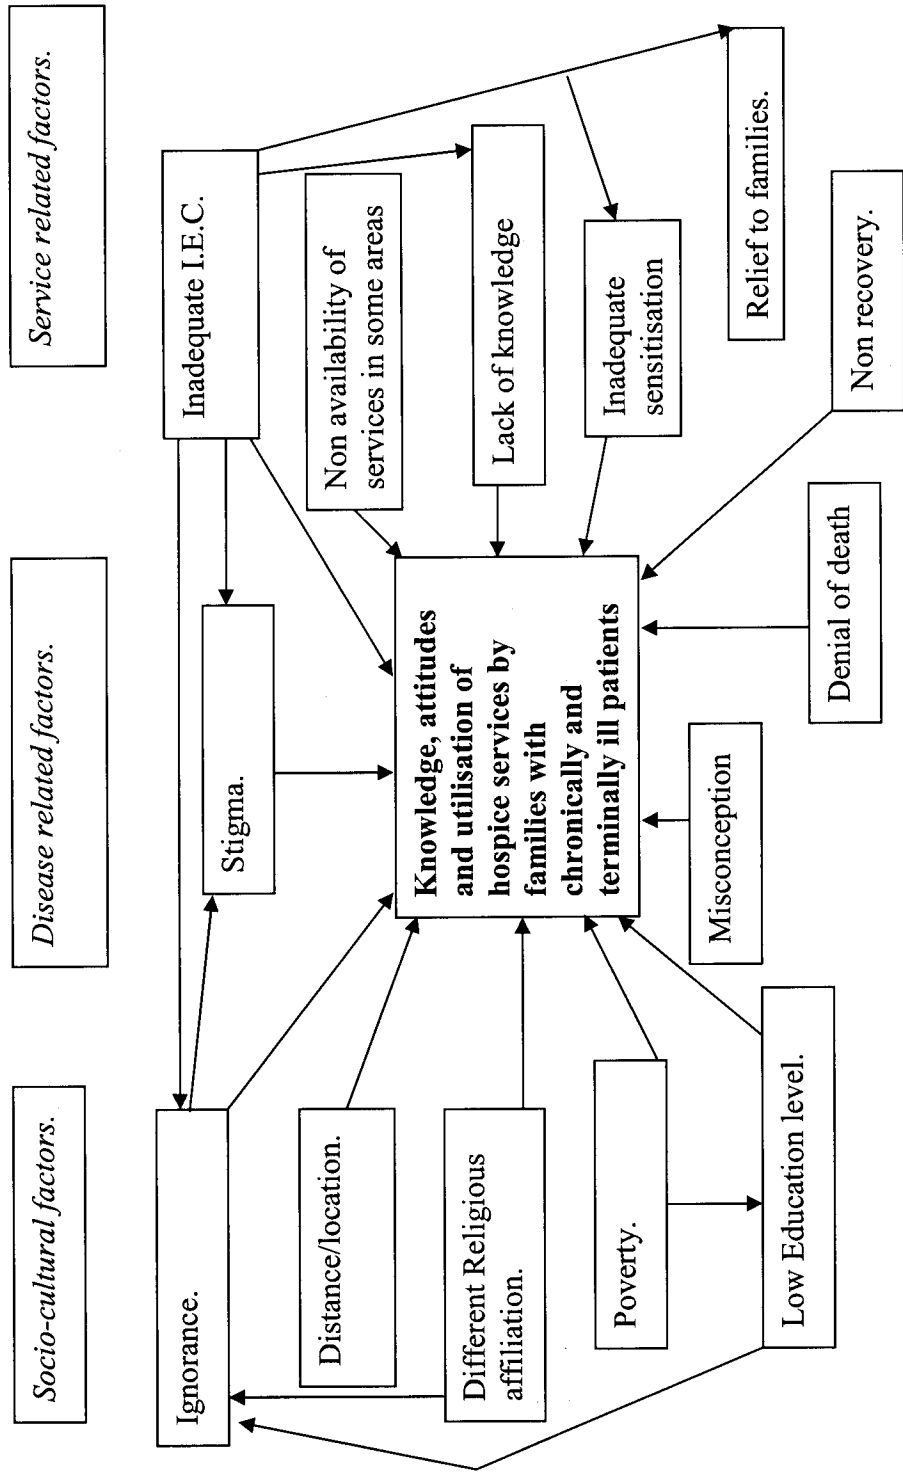 Socio-cultural factors.
Disease related factors.
Service related factors.
Ignorance.
Stigma.
Inadequate I.E.C.
Distance/location.
Non availability of
services in some areas
Different Religious
affiliation.
Knowledge, attitudes
and utilisation of
hospice services by
families with
chronically and
terminally ill patients
Lack of knowledge
Poverty.
Inadequate
sensitisation
Low Education level.
Misconception
Denial of death
Relief to families.
Non recovery.